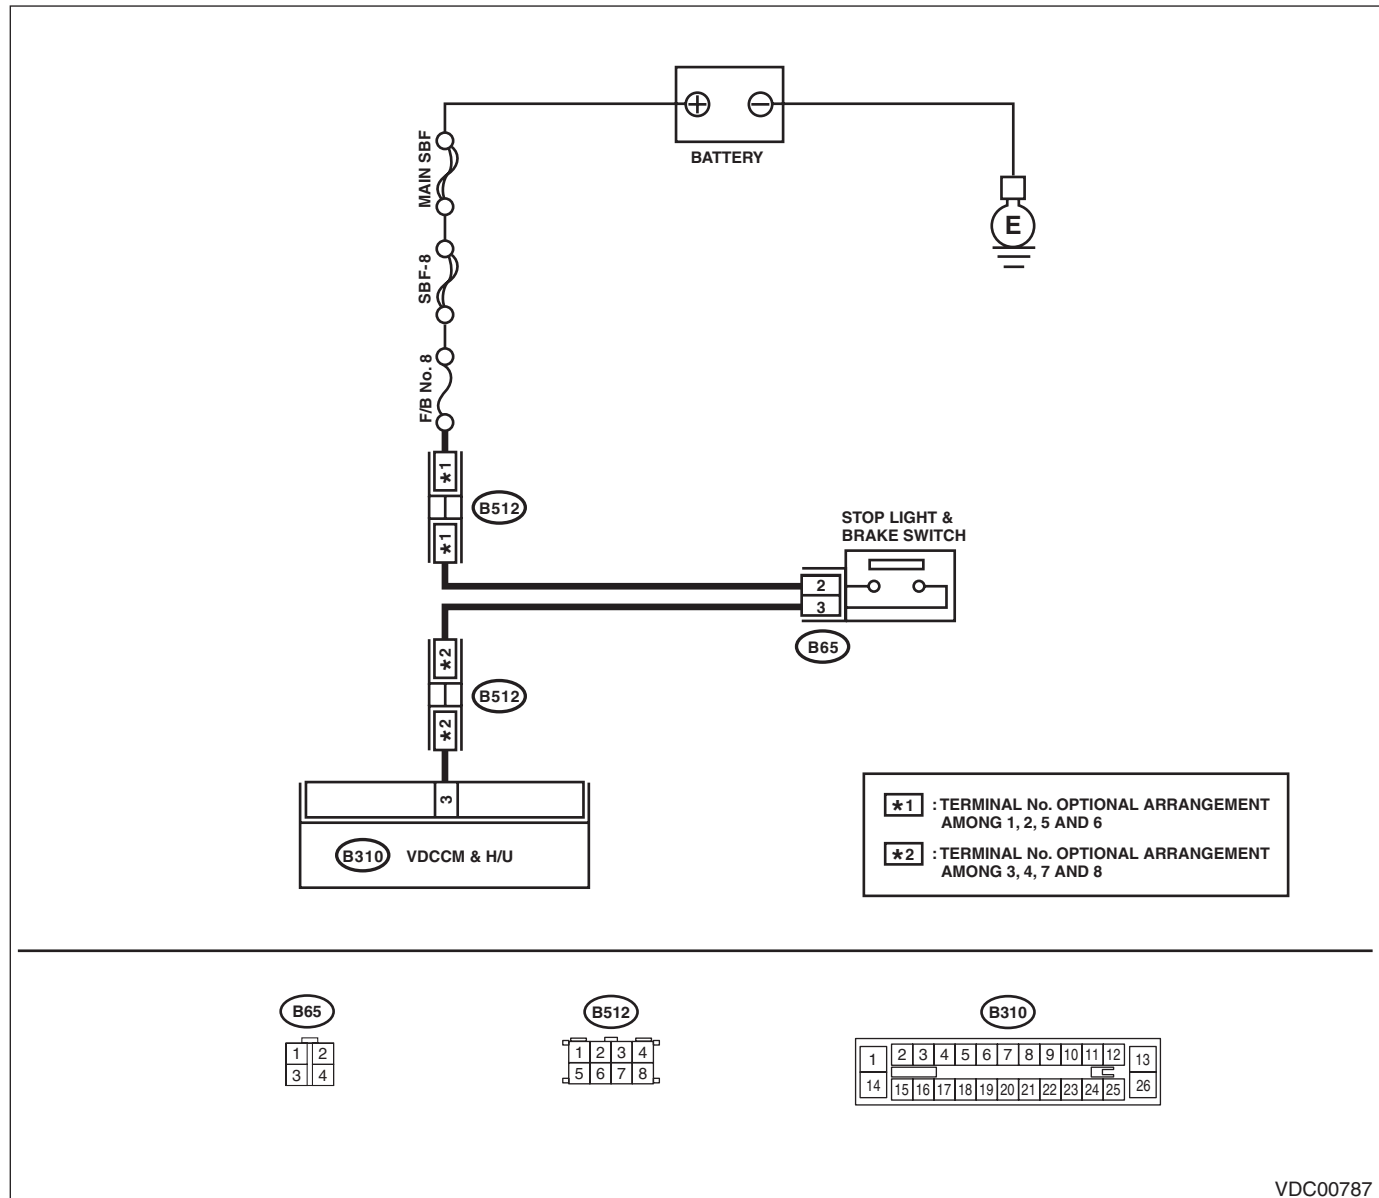 BATTERY
MAIN SBF
E
SBF-8
F/B No. 8
*1
B512
*1
STOP LIGHT &
BRAKE SWITCH
2
3
B65
*2
B512
*2
3
B310 VDCCM & H/U
*1 : TERMINAL No. OPTIONAL ARRANGEMENT
AMONG 1, 2, 5 AND 6
*2 : TERMINAL No. OPTIONAL ARRANGEMENT
AMONG 3, 4, 7 AND 8
B65
1 2
3 4
B512
1 2 3 4
5 6 7 8
B310
1 2 3 4 5 6 7 8 9 10 11 12 13
14 15 16 17 18 19 20 21 22 23 24 25 26
VDC00787